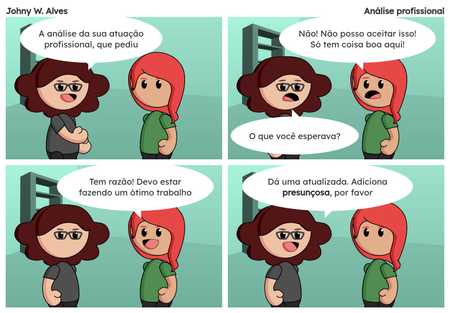 Johny W. Alves
Análise profissional
A análise da sua atuação
profissional, que pediu
Não! Não posso aceitar isso!
Só tem coisa boa aqui!
O que você esperava?
Tem razão! Devo estar
fazendo um ótimo trabalho
Dá uma atualizada. Adiciona
presunçosa, por favor